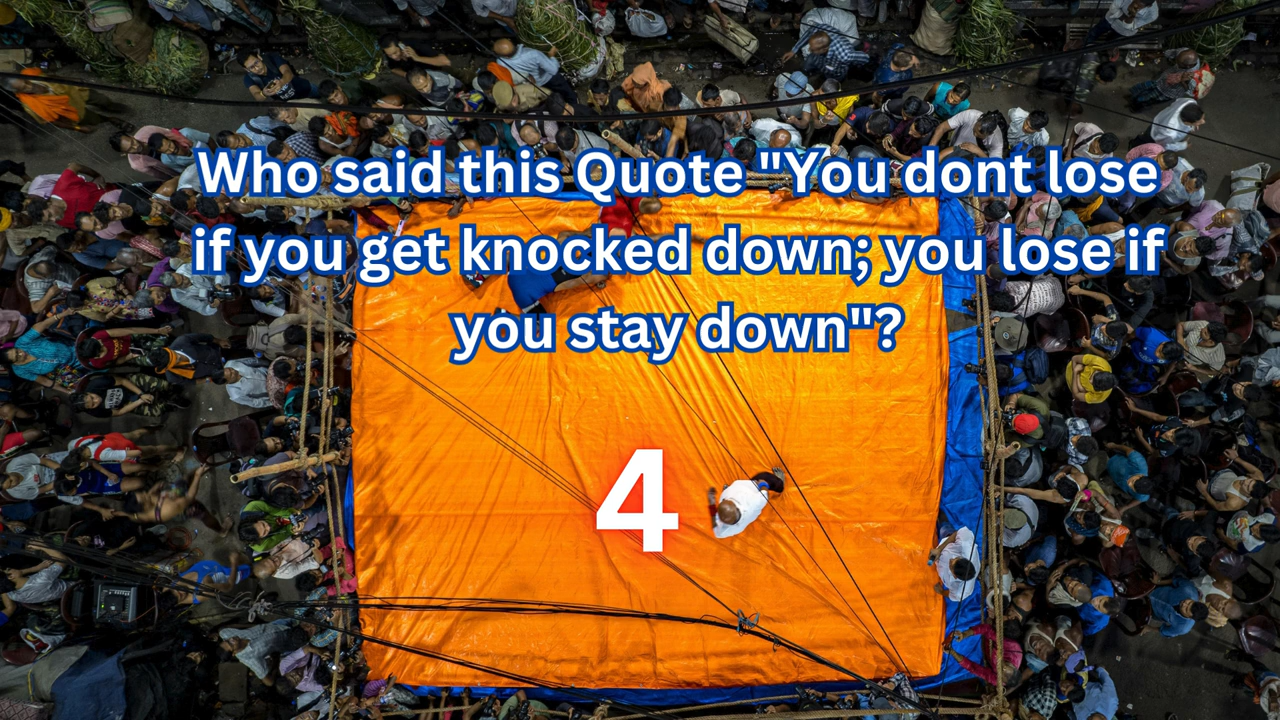 Who said this Quote "You dont lose
if you get knocked down; you lose if
you stay down"?
4